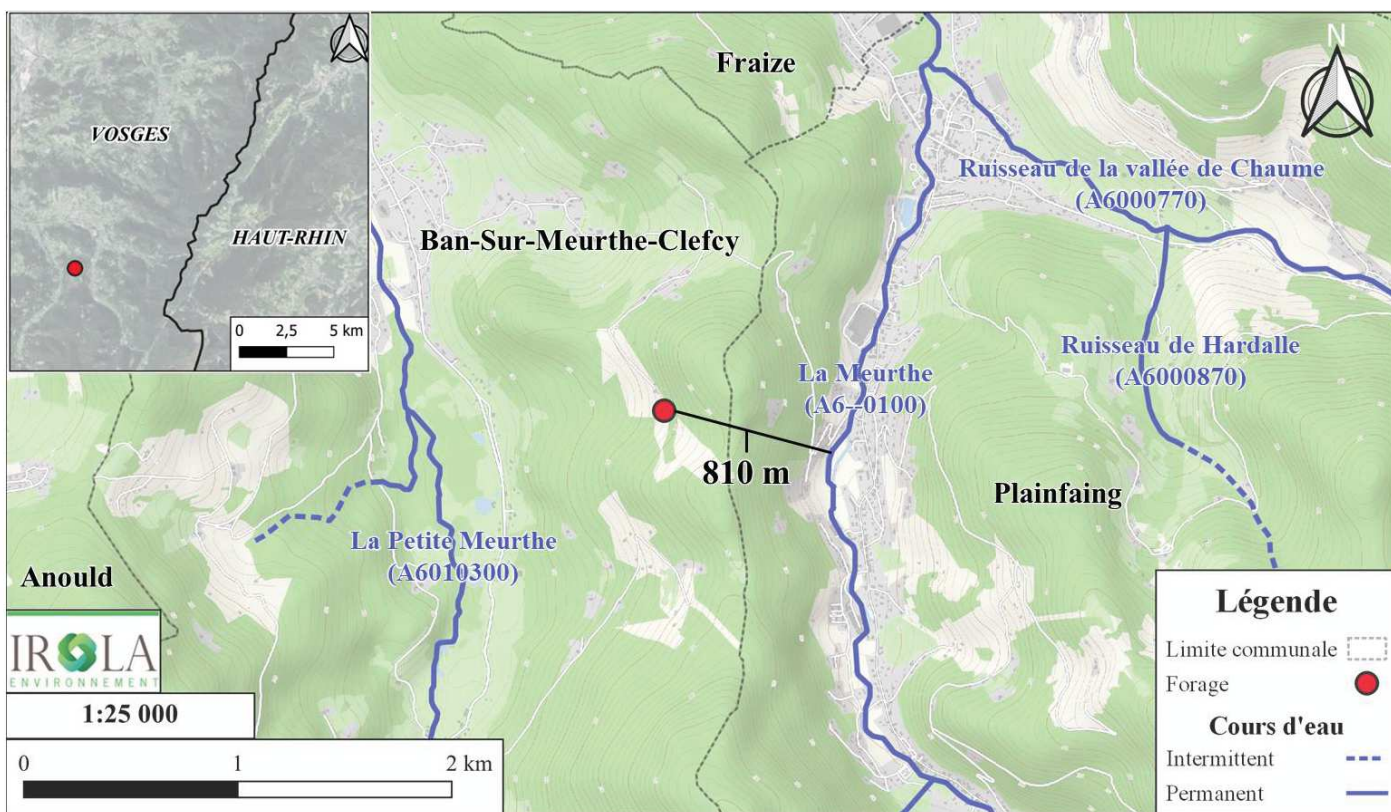 VOSGES
HAUT-RHIN
0 2,5 5 km
Fraize
N
Ruisseau de la vallée de Chaume
(A6000770)
Ban-Sur-Meurthe-Clefcy
Ruisseau de Hardalle
(A6000870)
La Meurthe
(A6--0100)
810 m
Plainfaing
La Petite Meurthe
(A6010300)
Anould
IROLA
ENVIRONNEMENT
1:25 000
0 1 2 km
Légende
Limite communale
Forage
Cours d'eau
Intermittent
Permanent